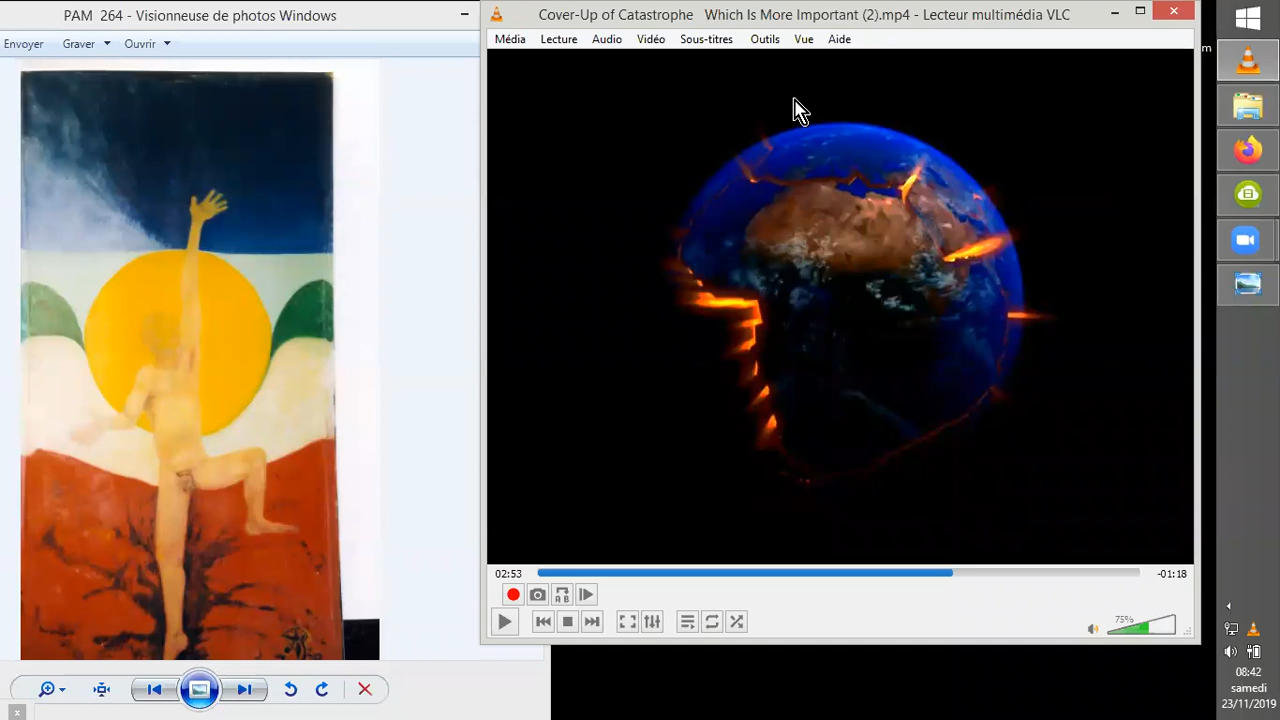 PAM 264 - Visionneuse de photos Windows
Envoyer Graver Ouvrir
Cover-Up of Catastrophe Which Is More Important (2).mp4 - Lecteur multimédia VLC
Média Lecture Audio Vidéo Sous-titres Outils Vue Aide
m
02:53
-01:18
A B
75%
08:42
samedi
23/11/2019
x